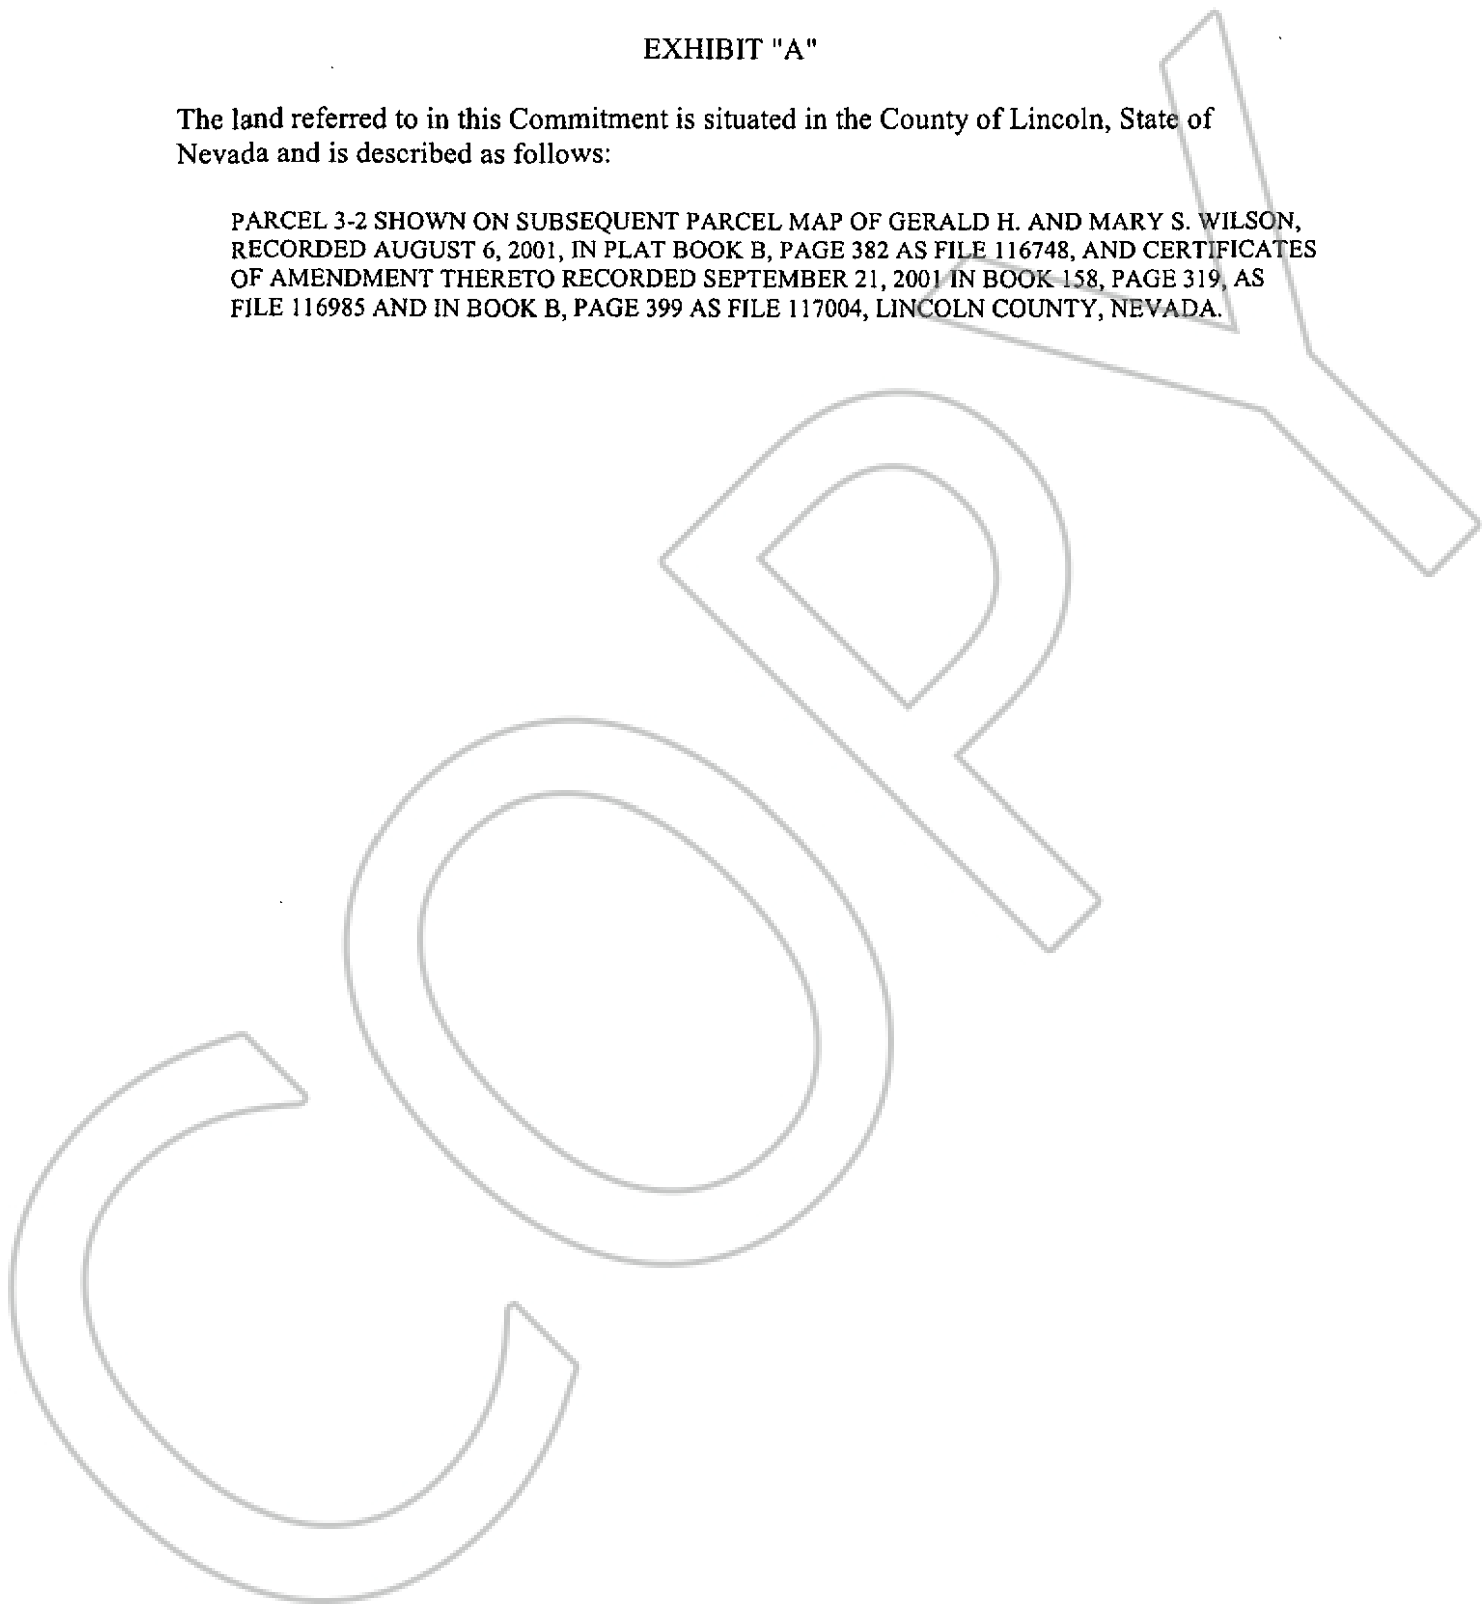 EXHIBIT "A"
The land referred to in this Commitment is situated in the County of Lincoln, State of
Nevada and is described as follows:
PARCEL 3-2 SHOWN ON SUBSEQUENT PARCEL MAP OF GERALD H. AND MARY S. WILSON,
RECORDED AUGUST 6, 2001, IN PLAT BOOK B, PAGE 382 AS FILE 116748, AND CERTIFICATES
OF AMENDMENT THERETO RECORDED SEPTEMBER 21, 2001 IN BOOK 158, PAGE 319, AS
FILE 116985 AND IN BOOK B, PAGE 399 AS FILE 117004, LINCOLN COUNTY, NEVADA.
COPY